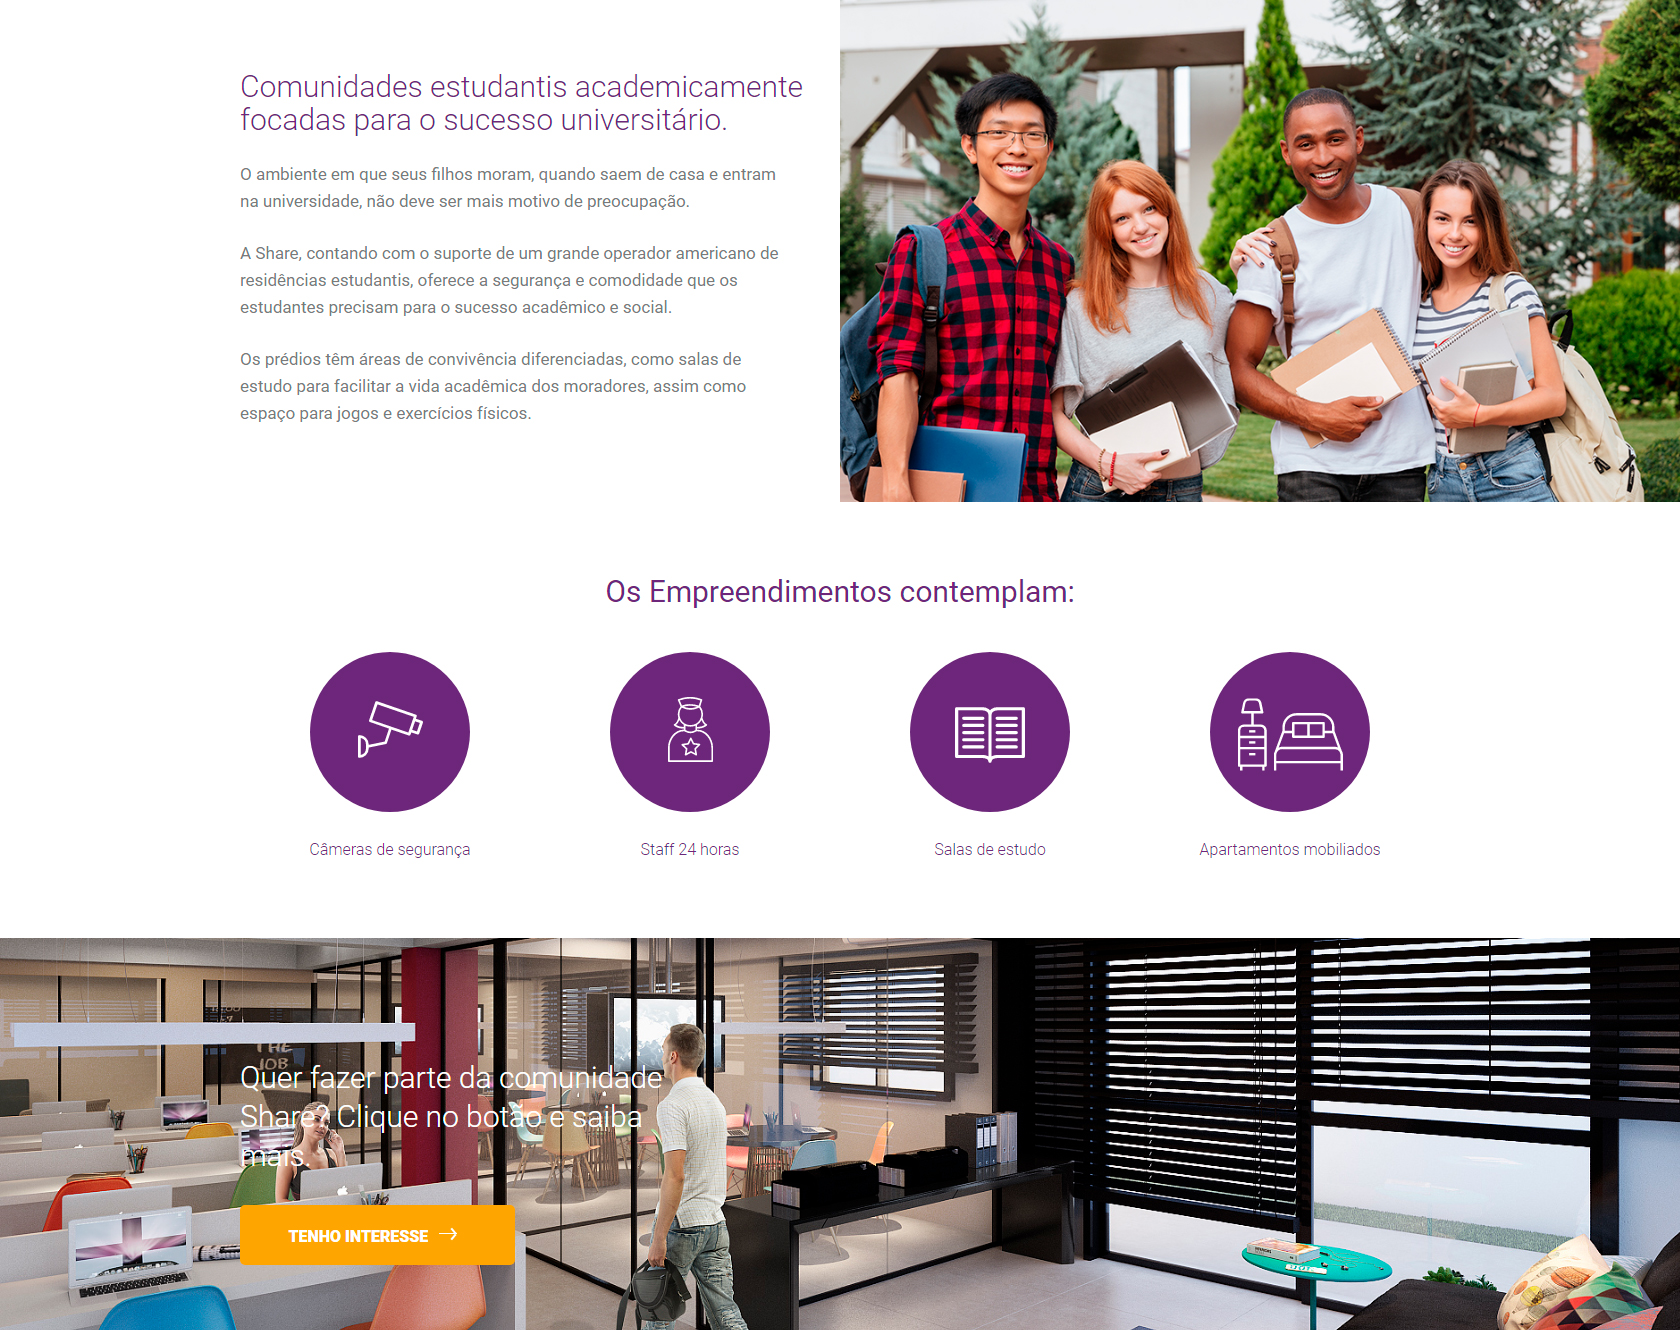 Comunidades estudantis academicamente
focadas para o sucesso universitário.
O ambiente em que seus filhos moram, quando saem de casa e entram
na universidade, não deve ser mais motivo de preocupação.
A Share, contando com o suporte de um grande operador americano de
residências estudantis, oferece a segurança e comodidade que os
estudantes precisam para o sucesso acadêmico e social.
Os prédios têm áreas de convivência diferenciadas, como salas de
estudo para facilitar a vida acadêmica dos moradores, assim como
espaço para jogos e exercícios físicos.
Os Empreendimentos contemplam:
Câmeras de segurança
Staff 24 horas
Salas de estudo
Apartamentos mobiliados
THE
JOB
Quer fazer parte da comunidade
Share? Clique no botão e saiba
mais.
TENHO INTERESSE